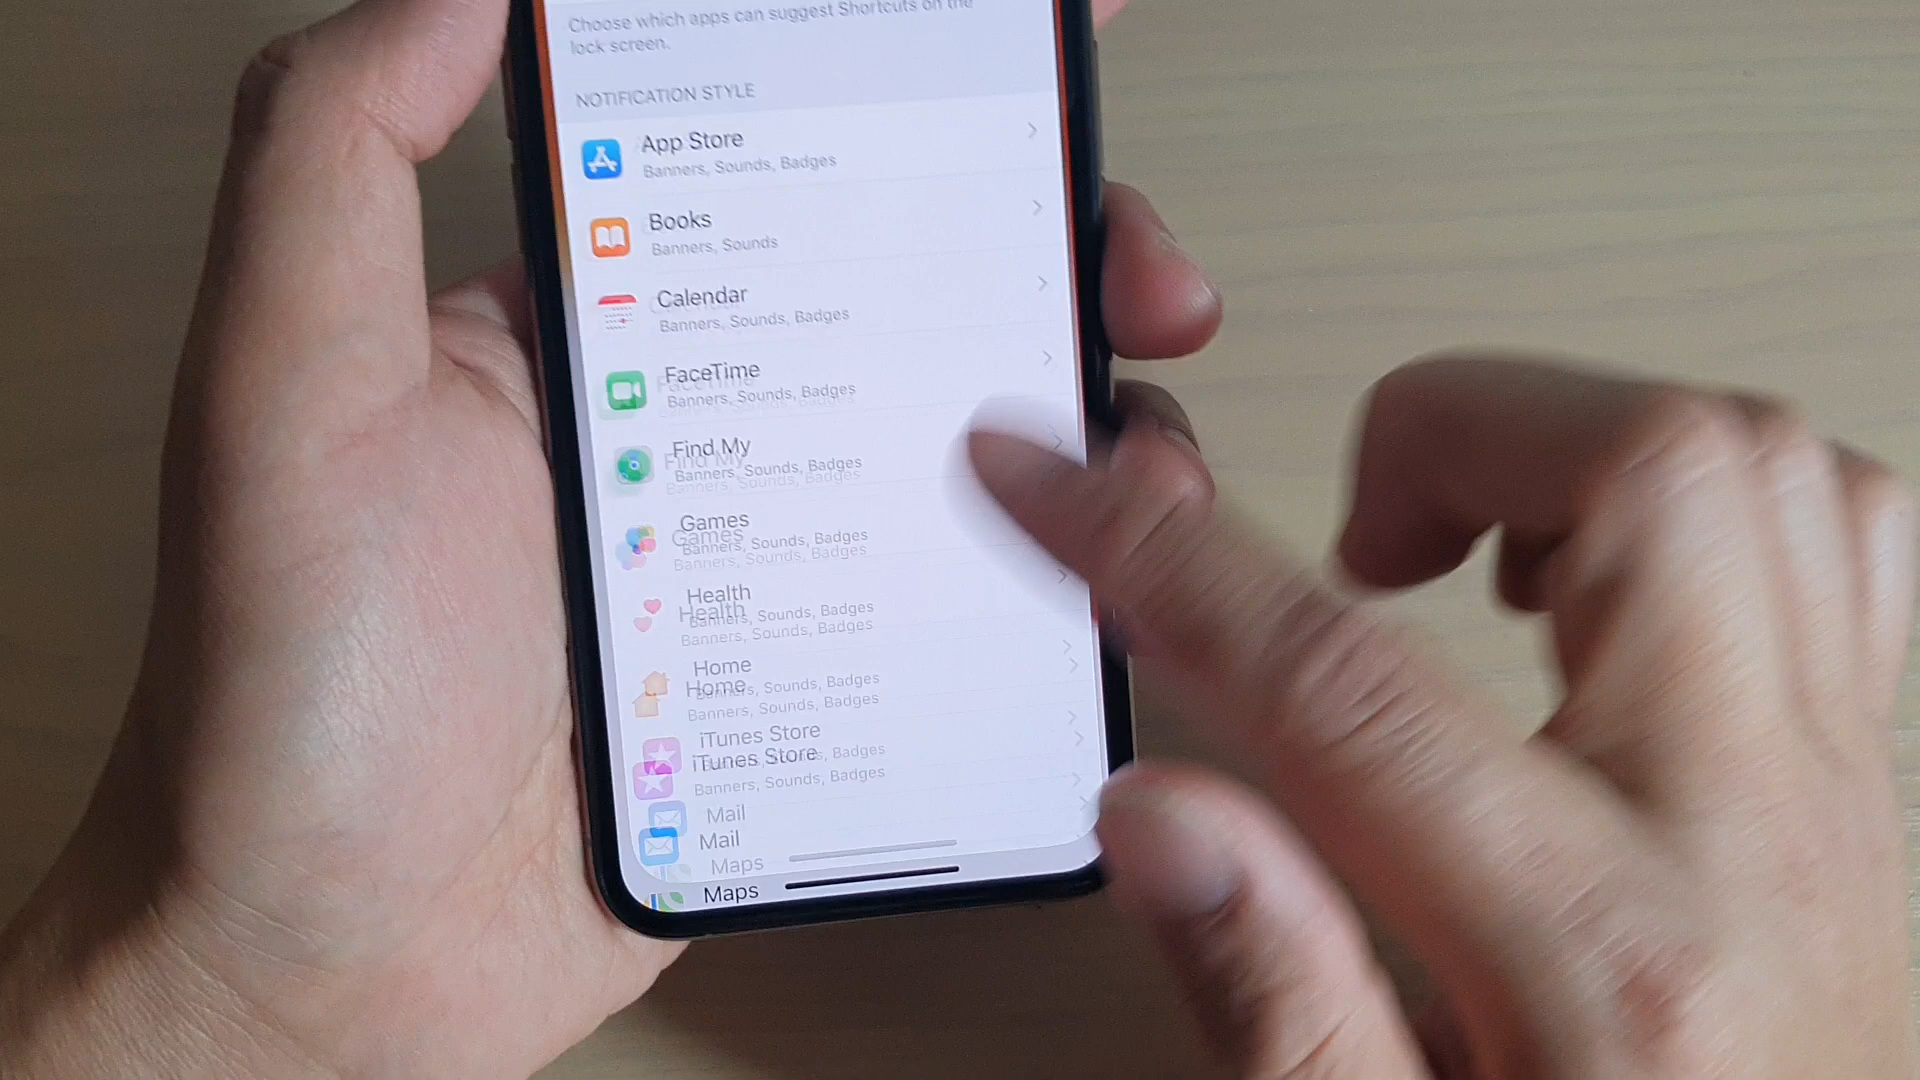 Choose which apps can suggest Shortcuts on the
lock screen.
NOTIFICATION STYLE
App Store
Banners, Sounds, Badges
Books
Banners, Sounds
Calendar
Banners, Sounds, Badges
FaceTime
Banners, Sounds, Badges
Find My
Banners, Sounds, Badges
Games
Banners, Sounds, Badges
Health
Banners, Sounds, Badges
Home
Banners, Sounds, Badges
iTunes Store
Banners, Sounds, Badges
Mail
Maps